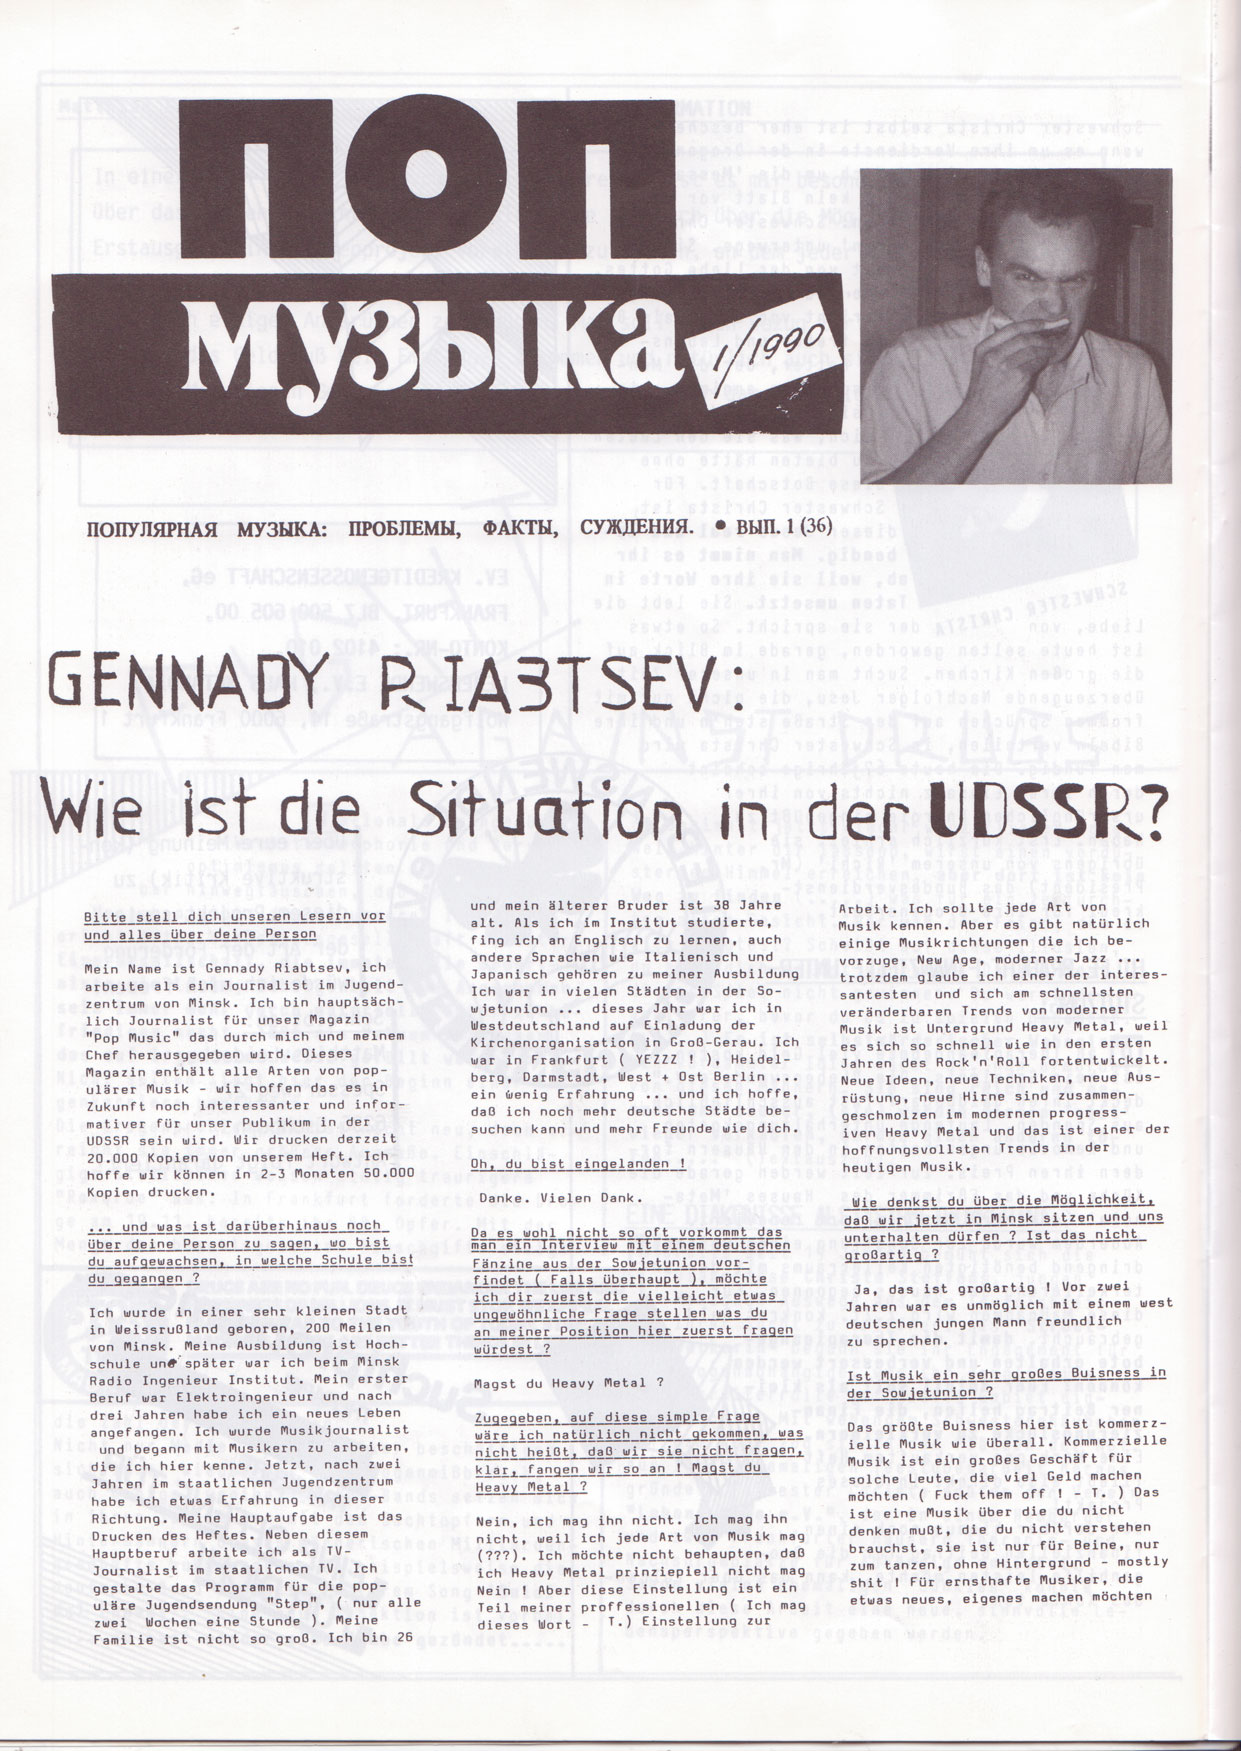 ПОП
музыка
1/1990
ПОПУЛЯРНАЯ МУЗЫКА: ПРОБЛЕМЫ, ФАКТЫ, СУЖДЕНИЯ. • ВЫП. 1 (36)
GENNADY RIABTSEV:
Wie ist die Situation in der UDSSR?
Bitte stell dich unseren Lesern vor
und alles über deine Person
Mein Name ist Gennady Riabtsev, ich
arbeite als ein Journalist im Jugend-
zentrum von Minsk. Ich bin hauptsäch-
lich Journalist für unser Magazin
"Pop Music" das durch mich und meinem
Chef herausgegeben wird. Dieses
Magazin enthält alle Arten von pop-
ulärer Musik - wir hoffen das es in
Zukunft noch interessanter und infor-
mativer für unser Publikum in der
UDSSR sein wird. Wir drucken derzeit
20.000 Kopien von unserem Heft. Ich
hoffe wir können in 2-3 Monaten 50.000
Kopien drucken.
... und was ist darüberhinaus noch
über deine Person zu sagen, wo bist
du aufgewachsen, in welche Schule bist
du gegangen ?
Ich wurde in einer sehr kleinen Stadt
in Weissrußland geboren, 200 Meilen
von Minsk. Meine Ausbildung ist Hoch-
schule und später war ich beim Minsk
Radio Ingenieur Institut. Mein erster
Beruf war Elektroingenieur und nach
drei Jahren habe ich ein neues Leben
angefangen. Ich wurde Musikjournalist
und begann mit Musikern zu arbeiten,
die ich hier kenne. Jetzt, nach zwei
Jahren im staatlichen Jugendzentrum
habe ich etwas Erfahrung in dieser
Richtung. Meine Hauptaufgabe ist das
Drucken des Heftes. Neben diesem
Hauptberuf arbeite ich als TV-
Journalist im staatlichen TV. Ich
gestalte das Programm für die pop-
uläre Jugendsendung "Step", ( nur alle
zwei Wochen eine Stunde ). Meine
Familie ist nicht so groß. Ich bin 26
und mein älterer Bruder ist 38 Jahre
alt. Als ich im Institut studierte,
fing ich an Englisch zu lernen, auch
andere Sprachen wie Italienisch und
Japanisch gehören zu meiner Ausbildung
Ich war in vielen Städten in der So-
wjetunion ... dieses Jahr war ich in
Westdeutschland auf Einladung der
Kirchenorganisation in Groß-Gerau. Ich
war in Frankfurt ( YEZZZ ! ), Heidel-
berg, Darmstadt, West + Ost Berlin ...
ein wenig Erfahrung ... und ich hoffe,
daß ich noch mehr deutsche Städte be-
suchen kann und mehr Freunde wie dich.
Oh, du bist eingelanden !
Danke. Vielen Dank.
Da es wohl nicht so oft vorkommt das
man ein Interview mit einem deutschen
Fänzine aus der Sowjetunion vor-
findet ( Falls überhaupt ), möchte
ich dir zuerst die vielleicht etwas
ungewöhnliche Frage stellen was du
an meiner Position hier zuerst fragen
würdest ?
Magst du Heavy Metal ?
Zugegeben, auf diese simple Frage
wäre ich natürlich nicht gekommen, was
nicht heißt, daß wir sie nicht fragen,
klar, fangen wir so an ! Magst du
Heavy Metal ?
Nein, ich mag ihn nicht. Ich mag ihn
nicht, weil ich jede Art von Musik mag
(???). Ich möchte nicht behaupten, daß
ich Heavy Metal prinziepiell nicht mag
Nein ! Aber diese Einstellung ist ein
Teil meiner proffessionellen ( Ich mag
dieses Wort - T.) Einstellung zur
Arbeit. Ich sollte jede Art von
Musik kennen. Aber es gibt natürlich
einige Musikrichtungen die ich be-
vorzuge, New Age, moderner Jazz ...
trotzdem glaube ich einer der interes-
santesten und sich am schnellsten
veränderbaren Trends von moderner
Musik ist Untergrund Heavy Metal, weil
es sich so schnell wie in den ersten
Jahren des Rock'n'Roll fortentwickelt.
Neue Ideen, neue Techniken, neue Aus-
rüstung, neue Hirne sind zusammen-
geschmolzen im modernen progress-
iven Heavy Metal und das ist einer der
hoffnungsvollsten Trends in der
heutigen Musik.
Wie denkst du über die Möglichkeit,
daß wir jetzt in Minsk sitzen und uns
unterhalten dürfen ? Ist das nicht
großartig ?
Ja, das ist großartig ! Vor zwei
Jahren war es unmöglich mit einem west
deutschen jungen Mann freundlich
zu sprechen.
Ist Musik ein sehr großes Buisness in
der Sowjetunion ?
Das größte Buisness hier ist kommerz-
ielle Musik wie überall. Kommerzielle
Musik ist ein großes Geschäft für
solche Leute, die viel Geld machen
möchten ( Fuck them off ! - T. ) Das
ist eine Musik über die du nicht
denken mußt, die du nicht verstehen
brauchst, sie ist nur für Beine, nur
zum tanzen, ohne Hintergrund - mostly
shit ! Für ernsthafte Musiker, die
etwas neues, eigenes machen möchten